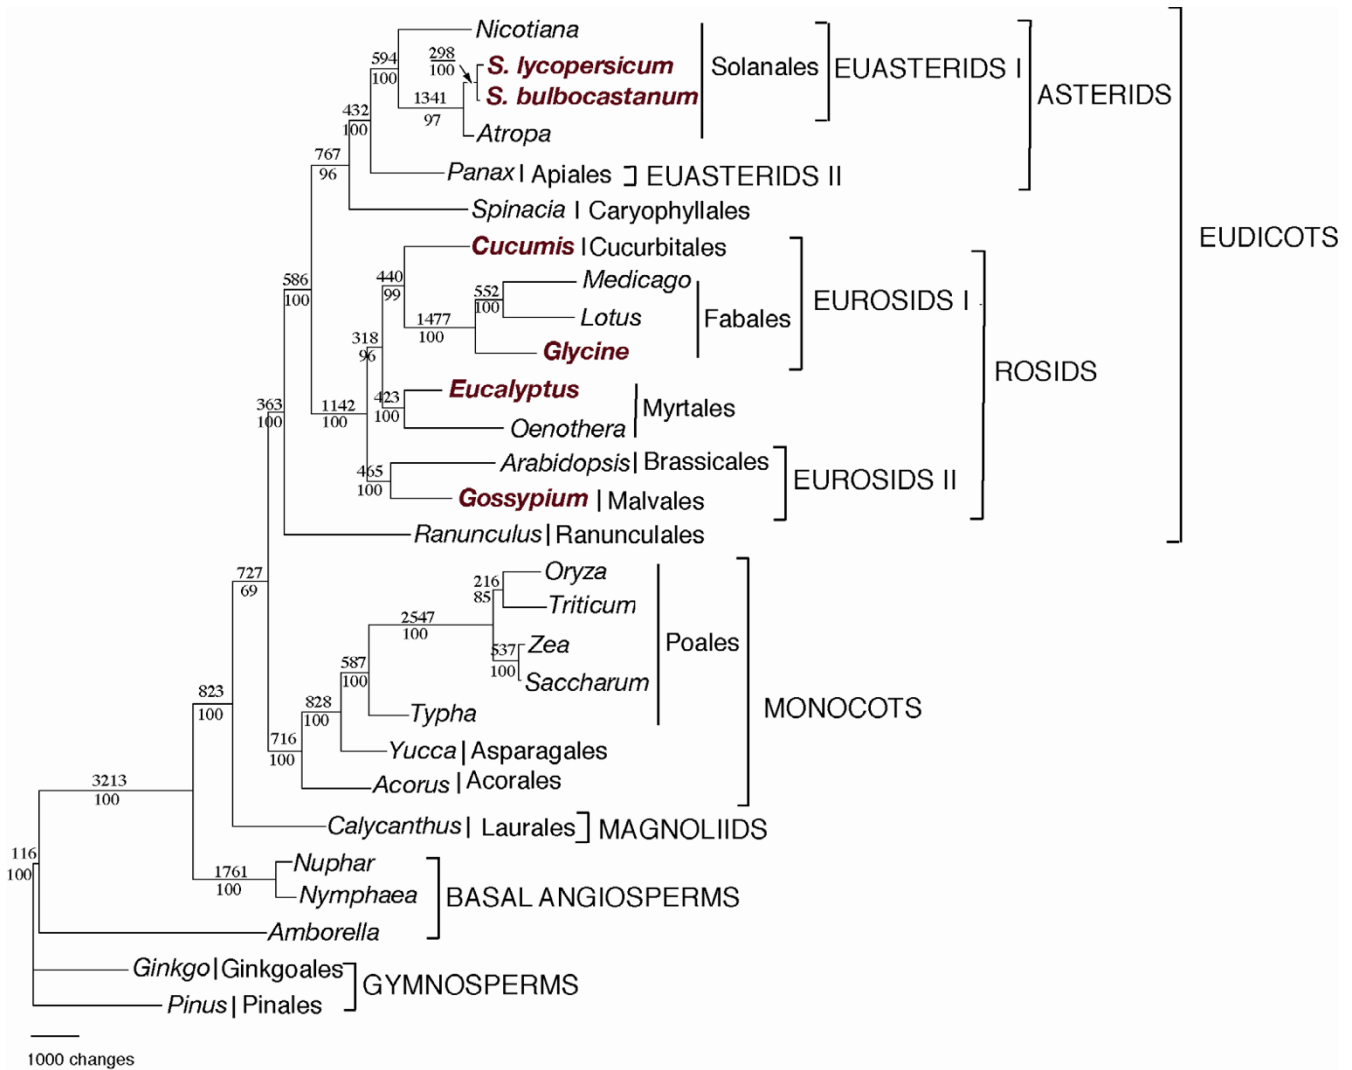 Nicotiana
594
100
298
100
S. lycopersicum
Solanales
EUASTERIDS I
ASTERIDS
S. bulbocastanum
1341
97
432
100
Atropa
767
96
Panax | Apiales
EUASTERIDS II
Spinacia | Caryophyllales
EUDICOTS
Cucumis | Cucurbitales
586
100
440
99
Medicago
552
100
EUROSIDS I
1477
100
Lotus
Fabales
318
96
Glycine
ROSIDS
Eucalyptus
363
100
1142
100
423
100
Myrtales
Oenothera
Arabidopsis | Brassicales
465
100
EUROSIDS II
Gossypium | Malvales
Ranunculus | Ranunculales
727
69
Oryza
216
85
Triticum
2547
100
Zea
Poales
537
100
587
100
Saccharum
823
100
828
100
Typha
MONOCOTS
716
100
Yucca | Asparagales
3213
100
Acorus | Acorales
Calycanthus | Laurales
MAGNOLIIDS
116
100
Nuphar
1761
100
Nymphaea
BASAL ANGIOSPERMS
Amborella
Ginkgo | Ginkgoales
GYMNOSPERMS
Pinus | Pinales
1000 changes